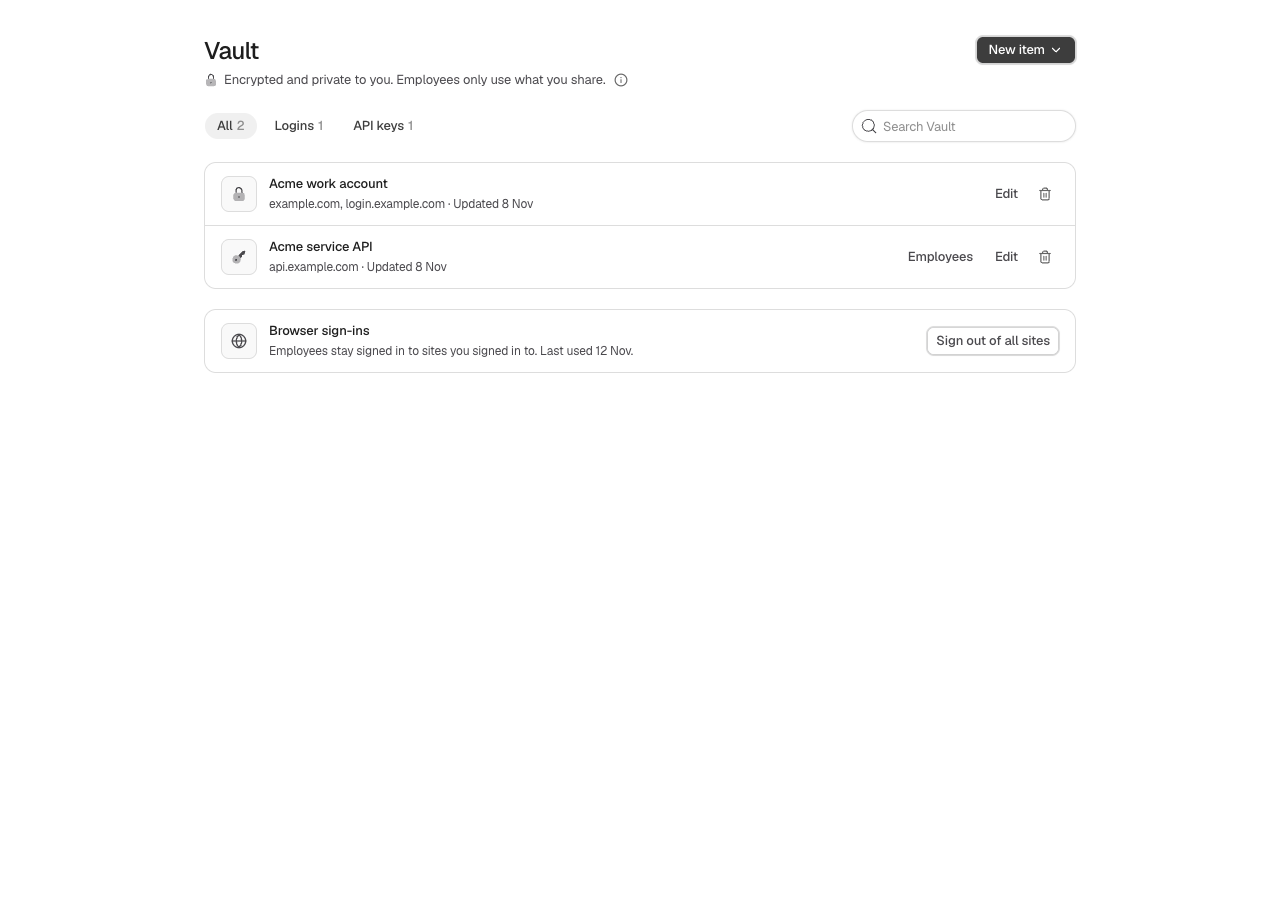 Vault
New item
Encrypted and private to you. Employees only use what you share.
All 2
Logins 1
API keys 1
Search Vault
Acme work account
example.com, login.example.com · Updated 8 Nov
Edit
Acme service API
api.example.com · Updated 8 Nov
Employees
Edit
Browser sign-ins
Employees stay signed in to sites you signed in to. Last used 12 Nov.
Sign out of all sites